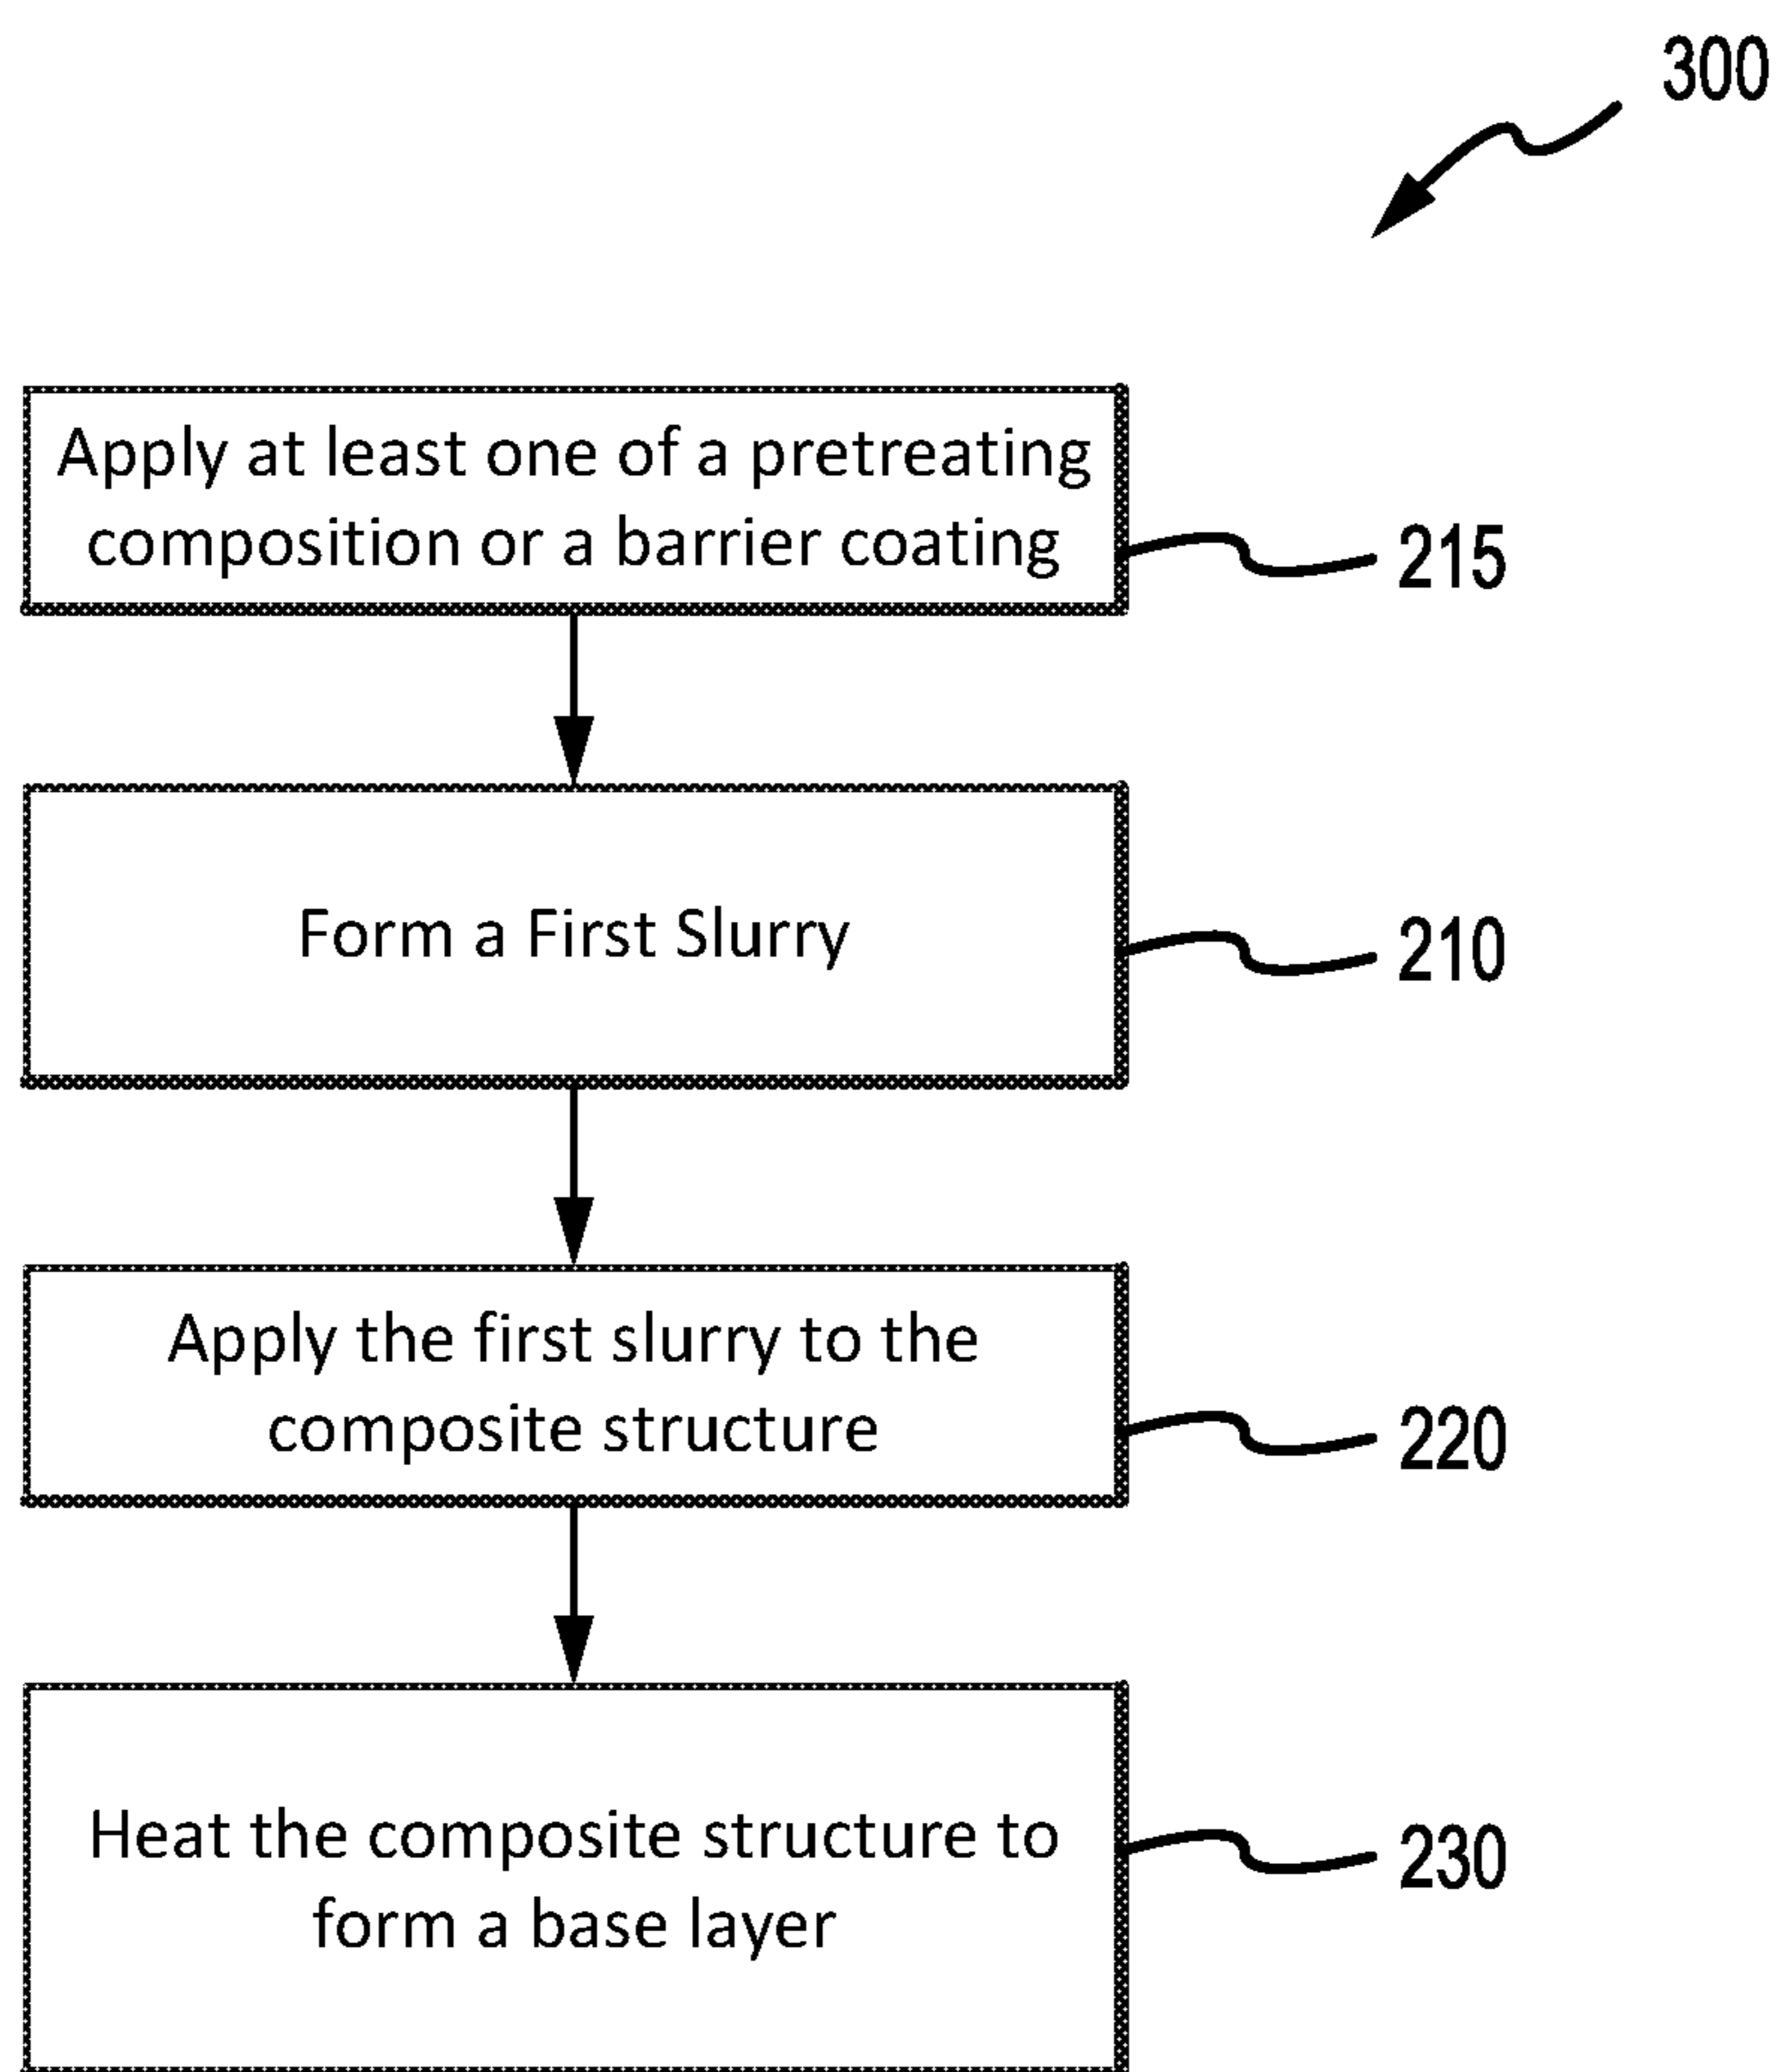 300
Apply at least one of a pretreating
composition or a barrier coating
215
Form a First Slurry
210
Apply the first slurry to the
composite structure
220
Heat the composite structure to
form a base layer
230